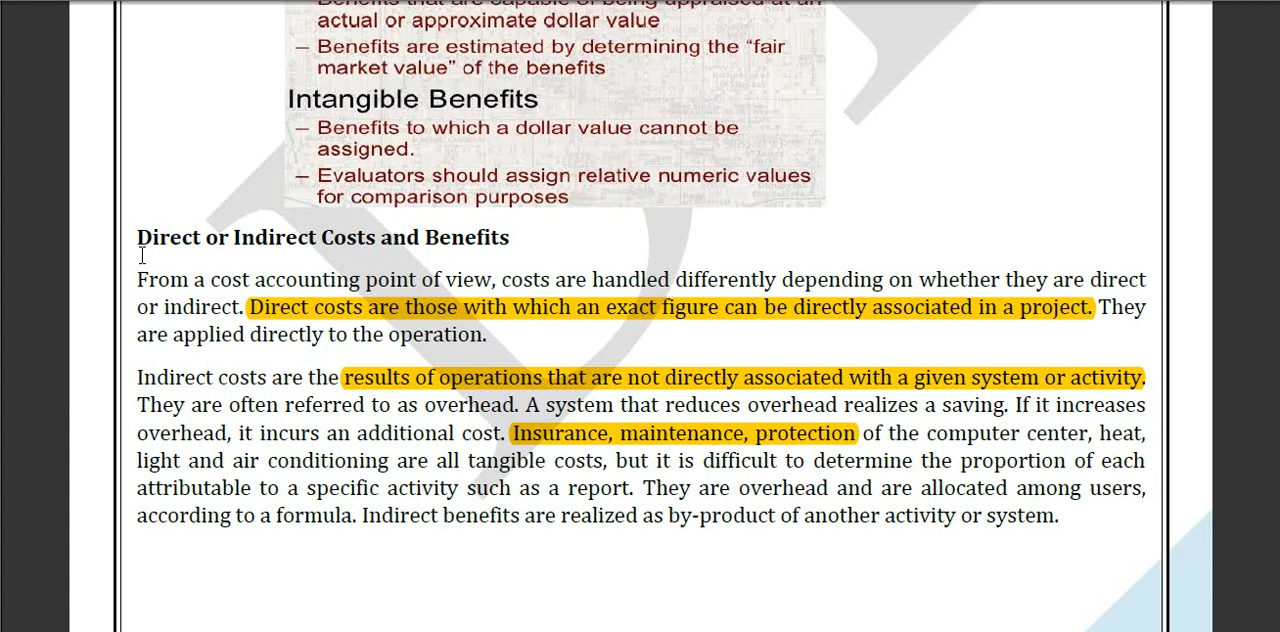 Benefits that are capable of being appraised at an
actual or approximate dollar value
– Benefits are estimated by determining the “fair
market value” of the benefits
Intangible Benefits
– Benefits to which a dollar value cannot be
assigned.
– Evaluators should assign relative numeric values
for comparison purposes
Direct or Indirect Costs and Benefits
From a cost accounting point of view, costs are handled differently depending on whether they are direct
or indirect. Direct costs are those with which an exact figure can be directly associated in a project. They
are applied directly to the operation.
Indirect costs are the results of operations that are not directly associated with a given system or activity.
They are often referred to as overhead. A system that reduces overhead realizes a saving. If it increases
overhead, it incurs an additional cost. Insurance, maintenance, protection of the computer center, heat,
light and air conditioning are all tangible costs, but it is difficult to determine the proportion of each
attributable to a specific activity such as a report. They are overhead and are allocated among users,
according to a formula. Indirect benefits are realized as by-product of another activity or system.